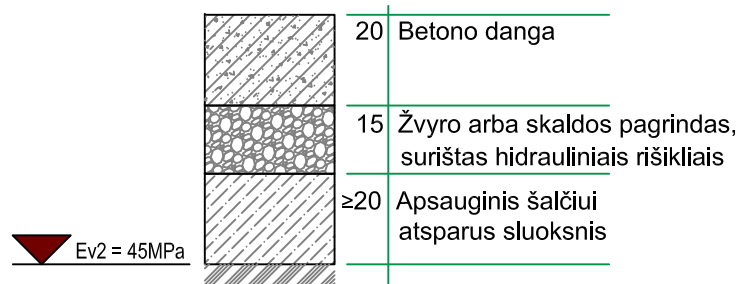 20 Betono danga
15 Žvyro arba skaldos pagrindas,
surištas hidrauliniais rišikliais
≥20 Apsauginis šalčiui
atsparus sluoksnis
Ev2 = 45MPa